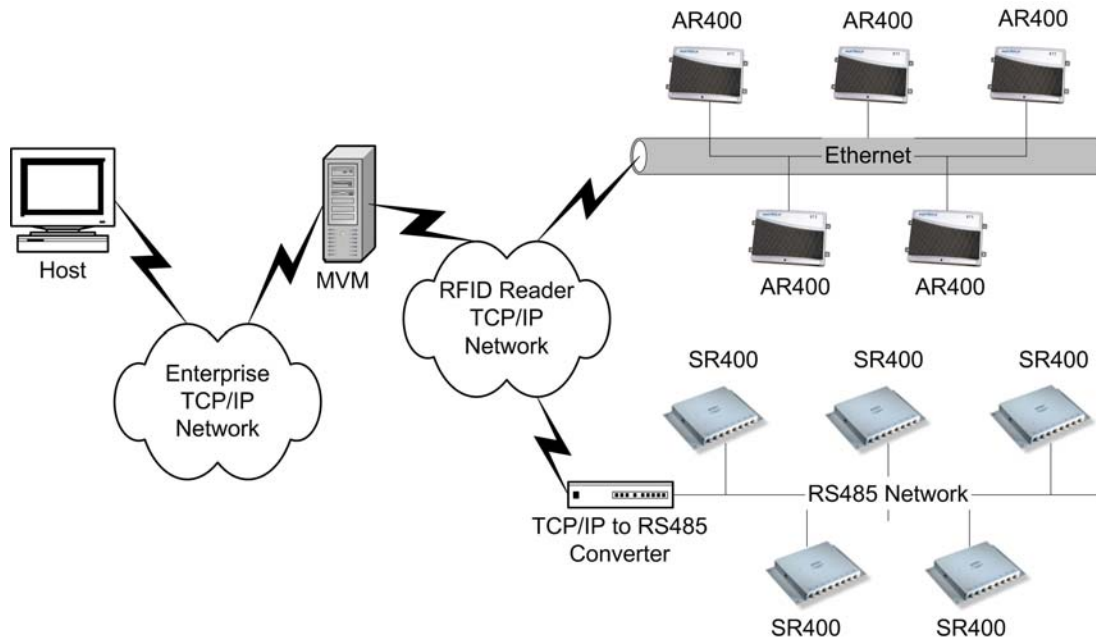 AR400
AR400
AR400
Ethernet
Host
MVM
AR400
AR400
RFID Reader
TCP/IP
Network
Enterprise
TCP/IP
Network
SR400
SR400
SR400
RS485 Network
TCP/IP to RS485
Converter
SR400
SR400